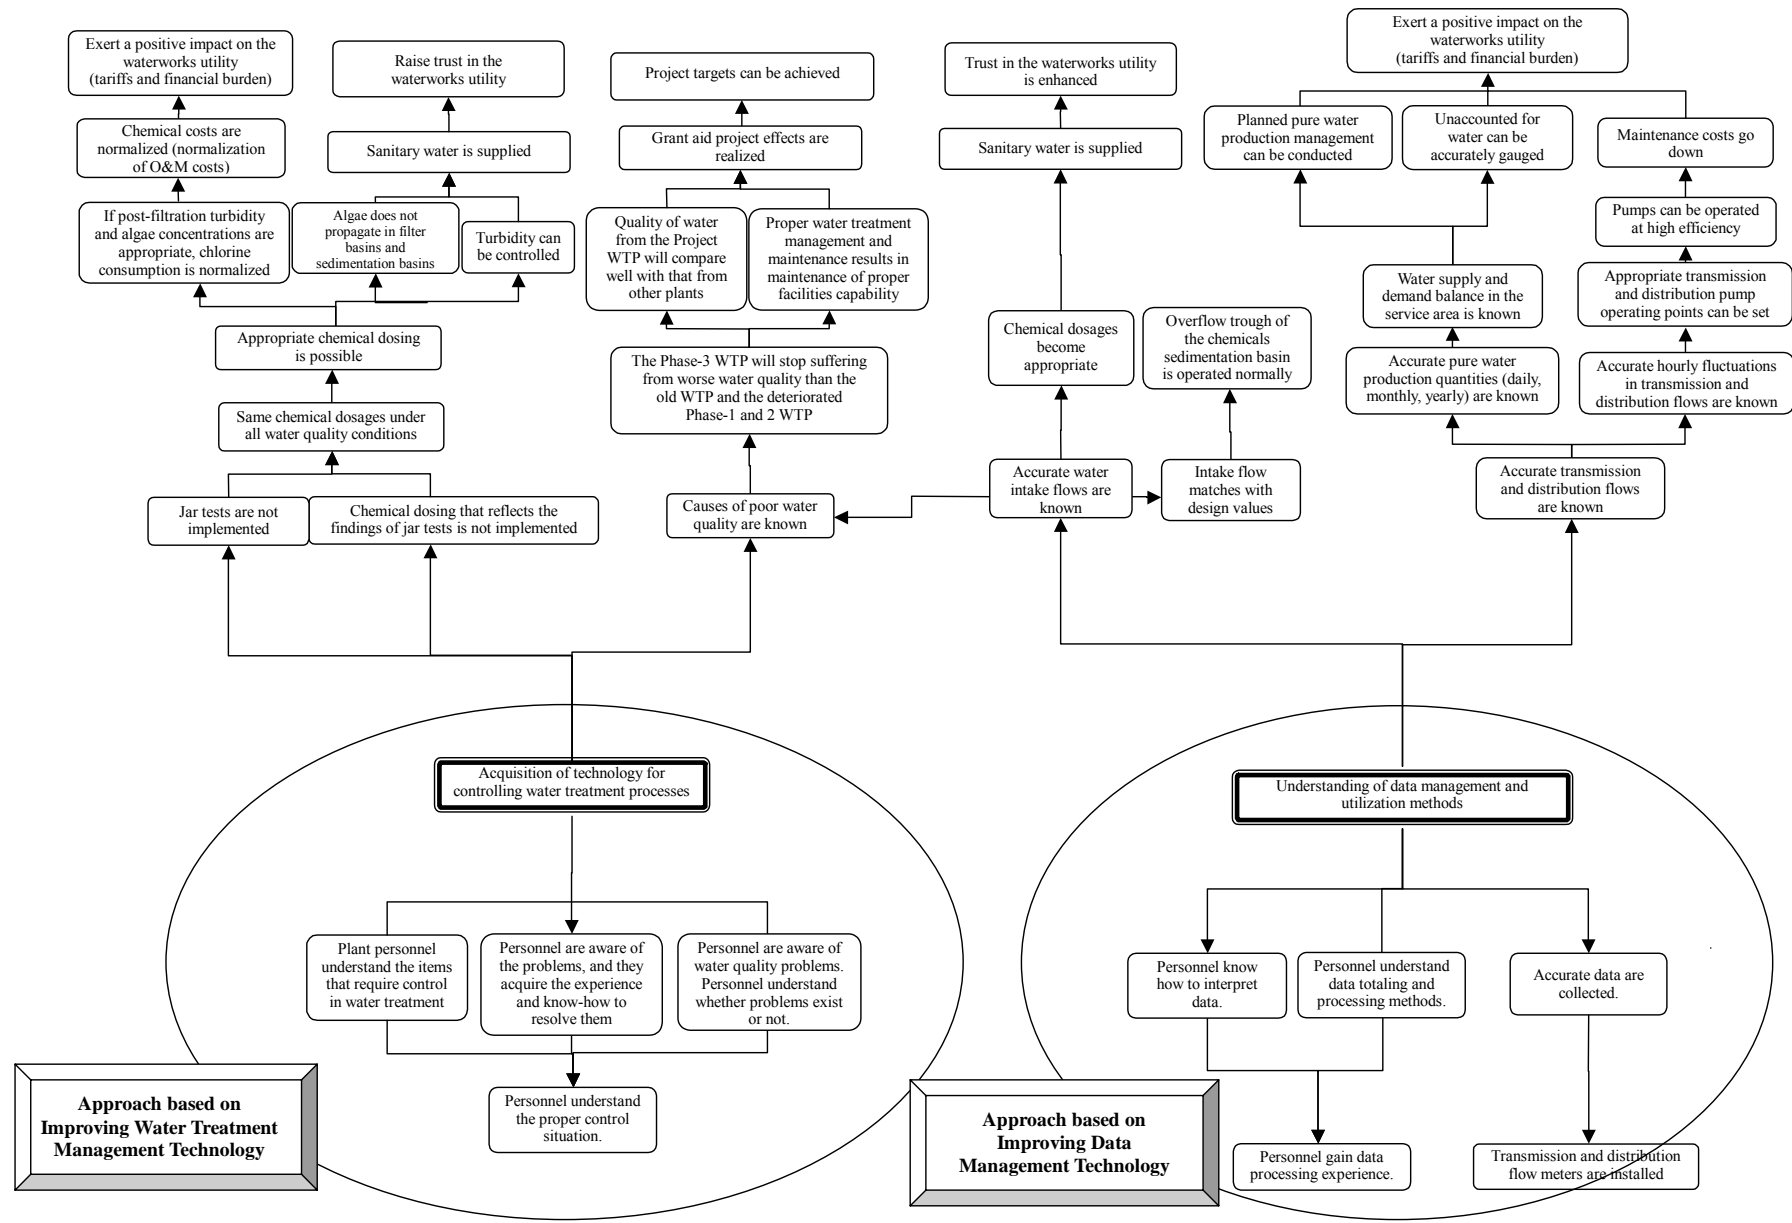 Exert a positive impact on the
waterworks utility
(tariffs and financial burden)
Raise trust in the
waterworks utility
Project targets can be achieved
Trust in the waterworks utility
is enhanced
Exert a positive impact on the
waterworks utility
(tariffs and financial burden)
Chemical costs are
normalized (normalization
of O&M costs)
Sanitary water is supplied
Grant aid project effects are
realized
Sanitary water is supplied
Planned pure water
production management
can be conducted
Unaccounted for
water can be
accurately gauged
Maintenance costs go
down
If post-filtration turbidity
and algae concentrations are
appropriate, chlorine
consumption is normalized
Algae does not
propagate in filter
basins and
sedimentation basins
Turbidity can
be controlled
Quality of water
from the Project
WTP will compare
well with that from
other plants
Proper water treatment
management and
maintenance results in
maintenance of proper
facilities capability
Pumps can be operated
at high efficiency
Water supply and
demand balance in the
service area is known
Appropriate transmission
and distribution pump
operating points can be set
Appropriate chemical dosing
is possible
The Phase-3 WTP will stop suffering
from worse water quality than the
old WTP and the deteriorated
Phase-1 and 2 WTP
Chemical dosages
become
appropriate
Overflow trough of
the chemicals
sedimentation basin
is operated normally
Accurate pure water
production quantities (daily,
monthly, yearly) are known
Accurate hourly fluctuations
in transmission and
distribution flows are known
Same chemical dosages under
all water quality conditions
Jar tests are not
implemented
Chemical dosing that reflects the
findings of jar tests is not implemented
Causes of poor water
quality are known
Accurate water
intake flows are
known
Intake flow
matches with
design values
Accurate transmission
and distribution flows
are known
Acquisition of technology for
controlling water treatment processes
Understanding of data management and
utilization methods
Plant personnel
understand the items
that require control
in water treatment
Personnel are aware of
the problems, and they
acquire the experience
and know-how to
resolve them
Personnel are aware of
water quality problems.
Personnel understand
whether problems exist
or not.
Personnel know
how to interpret
data.
Personnel understand
data totaling and
processing methods.
Accurate data are
collected.
Approach based on
Improving Water Treatment
Management Technology
Personnel understand
the proper control
situation.
Approach based on
Improving Data
Management Technology
Personnel gain data
processing experience.
Transmission and distribution
flow meters are installed